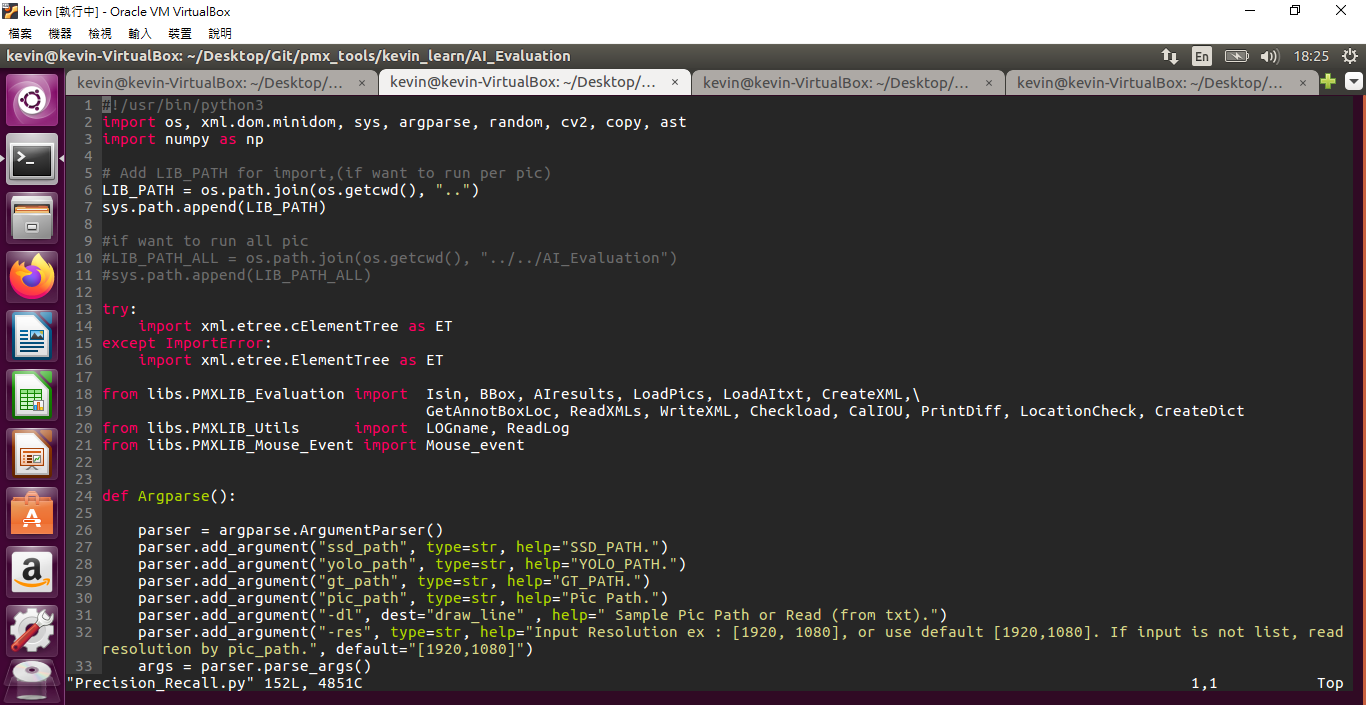 kevin [執行中] - Oracle VM VirtualBox
檔案 機器 檢視 輸入 裝置 說明
kevin@kevin-VirtualBox: ~/Desktop/Git/pmx_tools/kevin_learn/AI_Evaluation
En
18:25
kevin@kevin-VirtualBox: ~/Desktop/... × kevin@kevin-VirtualBox: ~/Desktop/... × kevin@kevin-VirtualBox: ~/Desktop/... × kevin@kevin-VirtualBox: ~/Desktop/... ×
1 #!/usr/bin/python3
2 import os, xml.dom.minidom, sys, argparse, random, cv2, copy, ast
3 import numpy as np
4
5 # Add LIB_PATH for import,(if want to run per pic)
6 LIB_PATH = os.path.join(os.getcwd(), "..")
7 sys.path.append(LIB_PATH)
8
9 #if want to run all pic
10 #LIB_PATH_ALL = os.path.join(os.getcwd(), "../../AI_Evaluation")
11 #sys.path.append(LIB_PATH_ALL)
12
13 try:
14     import xml.etree.cElementTree as ET
15 except ImportError:
16     import xml.etree.ElementTree as ET
17
18 from libs.PMXLIB_Evaluation import  Isin, BBox, AIresults, LoadPics, LoadAItxt, CreateXML,\
19                                     GetAnnotBoxLoc, ReadXMLs, WriteXML, Checkload, CalIOU, PrintDiff, LocationCheck, CreateDict
20 from libs.PMXLIB_Utils      import  LOGname, ReadLog
21 from libs.PMXLIB_Mouse_Event import Mouse_event
22
23
24 def Argparse():
25
26     parser = argparse.ArgumentParser()
27     parser.add_argument("ssd_path", type=str, help="SSD_PATH.")
28     parser.add_argument("yolo_path", type=str, help="YOLO_PATH.")
29     parser.add_argument("gt_path", type=str, help="GT_PATH.")
30     parser.add_argument("pic_path", type=str, help="Pic Path.")
31     parser.add_argument("-dl", dest="draw_line" , help=" Sample Pic Path or Read (from txt).")
32     parser.add_argument("-res", type=str, help="Input Resolution ex : [1920, 1080], or use default [1920,1080]. If input is not list, read
resolution by pic_path.", default="[1920,1080]")
33     args = parser.parse_args()
"Precision_Recall.py" 152L, 4851C 1,1 Top